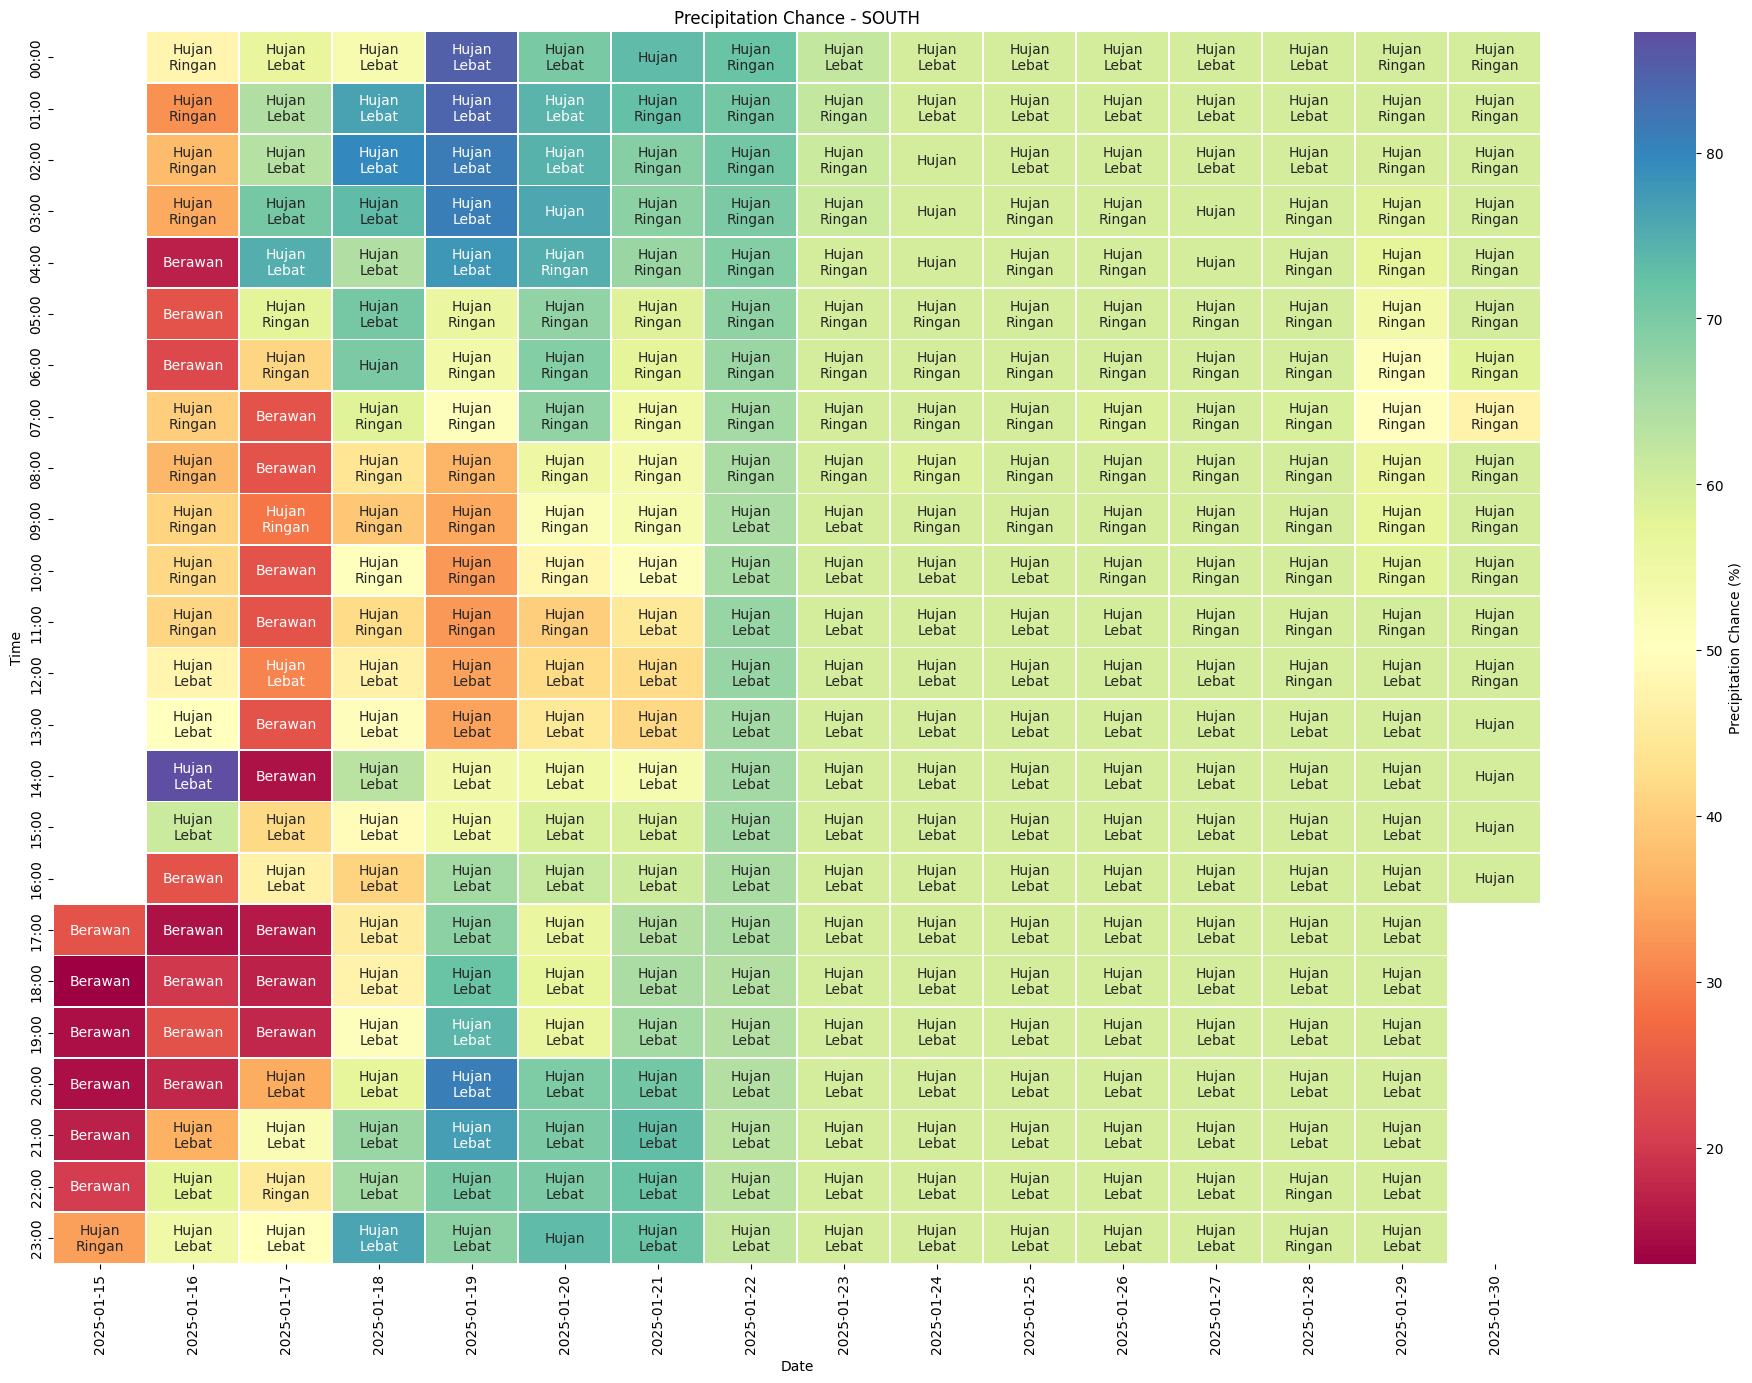 Precipitation Chance - SOUTH
00:00 Hujan Ringan Hujan Lebat Hujan Lebat Hujan Lebat Hujan Lebat Hujan Hujan Ringan Hujan Lebat Hujan Lebat Hujan Lebat Hujan Lebat Hujan Lebat Hujan Lebat Hujan Ringan Hujan Ringan
01:00 Hujan Ringan Hujan Lebat Hujan Lebat Hujan Lebat Hujan Lebat Hujan Ringan Hujan Ringan Hujan Ringan Hujan Lebat Hujan Lebat Hujan Lebat Hujan Lebat Hujan Lebat Hujan Ringan Hujan Ringan
02:00 Hujan Ringan Hujan Lebat Hujan Lebat Hujan Lebat Hujan Lebat Hujan Ringan Hujan Ringan Hujan Ringan Hujan Hujan Lebat Hujan Lebat Hujan Lebat Hujan Lebat Hujan Ringan Hujan Ringan
03:00 Hujan Ringan Hujan Lebat Hujan Lebat Hujan Lebat Hujan Hujan Ringan Hujan Ringan Hujan Ringan Hujan Hujan Ringan Hujan Ringan Hujan Hujan Ringan Hujan Ringan Hujan Ringan
04:00 Berawan Hujan Lebat Hujan Lebat Hujan Lebat Hujan Ringan Hujan Ringan Hujan Ringan Hujan Ringan Hujan Hujan Ringan Hujan Ringan Hujan Hujan Ringan Hujan Ringan Hujan Ringan
05:00 Berawan Hujan Ringan Hujan Lebat Hujan Ringan Hujan Ringan Hujan Ringan Hujan Ringan Hujan Ringan Hujan Ringan Hujan Ringan Hujan Ringan Hujan Ringan Hujan Ringan Hujan Ringan Hujan Ringan
06:00 Berawan Hujan Ringan Hujan Hujan Ringan Hujan Ringan Hujan Ringan Hujan Ringan Hujan Ringan Hujan Ringan Hujan Ringan Hujan Ringan Hujan Ringan Hujan Ringan Hujan Ringan Hujan Ringan
07:00 Hujan Ringan Berawan Hujan Ringan Hujan Ringan Hujan Ringan Hujan Ringan Hujan Ringan Hujan Ringan Hujan Ringan Hujan Ringan Hujan Ringan Hujan Ringan Hujan Ringan Hujan Ringan Hujan Ringan
08:00 Hujan Ringan Berawan Hujan Ringan Hujan Ringan Hujan Ringan Hujan Ringan Hujan Ringan Hujan Ringan Hujan Ringan Hujan Ringan Hujan Ringan Hujan Ringan Hujan Ringan Hujan Ringan Hujan Ringan
09:00 Hujan Ringan Hujan Ringan Hujan Ringan Hujan Ringan Hujan Ringan Hujan Ringan Hujan Lebat Hujan Lebat Hujan Ringan Hujan Ringan Hujan Ringan Hujan Ringan Hujan Ringan Hujan Ringan Hujan Ringan
10:00 Hujan Ringan Berawan Hujan Ringan Hujan Ringan Hujan Ringan Hujan Lebat Hujan Lebat Hujan Lebat Hujan Lebat Hujan Lebat Hujan Ringan Hujan Ringan Hujan Ringan Hujan Ringan Hujan Ringan
11:00 Hujan Ringan Berawan Hujan Ringan Hujan Ringan Hujan Ringan Hujan Lebat Hujan Lebat Hujan Lebat Hujan Lebat Hujan Lebat Hujan Lebat Hujan Ringan Hujan Ringan Hujan Ringan Hujan Ringan
12:00 Hujan Lebat Hujan Lebat Hujan Lebat Hujan Lebat Hujan Lebat Hujan Lebat Hujan Lebat Hujan Lebat Hujan Lebat Hujan Lebat Hujan Lebat Hujan Lebat Hujan Ringan Hujan Lebat Hujan Ringan
13:00 Hujan Lebat Berawan Hujan Lebat Hujan Lebat Hujan Lebat Hujan Lebat Hujan Lebat Hujan Lebat Hujan Lebat Hujan Lebat Hujan Lebat Hujan Lebat Hujan Lebat Hujan Lebat Hujan
14:00 Hujan Lebat Berawan Hujan Lebat Hujan Lebat Hujan Lebat Hujan Lebat Hujan Lebat Hujan Lebat Hujan Lebat Hujan Lebat Hujan Lebat Hujan Lebat Hujan Lebat Hujan Lebat Hujan
15:00 Hujan Lebat Hujan Lebat Hujan Lebat Hujan Lebat Hujan Lebat Hujan Lebat Hujan Lebat Hujan Lebat Hujan Lebat Hujan Lebat Hujan Lebat Hujan Lebat Hujan Lebat Hujan Lebat Hujan
16:00 Berawan Hujan Lebat Hujan Lebat Hujan Lebat Hujan Lebat Hujan Lebat Hujan Lebat Hujan Lebat Hujan Lebat Hujan Lebat Hujan Lebat Hujan Lebat Hujan Lebat Hujan Lebat Hujan
17:00 Berawan Berawan Berawan Hujan Lebat Hujan Lebat Hujan Lebat Hujan Lebat Hujan Lebat Hujan Lebat Hujan Lebat Hujan Lebat Hujan Lebat Hujan Lebat Hujan Lebat Hujan Lebat
18:00 Berawan Berawan Berawan Hujan Lebat Hujan Lebat Hujan Lebat Hujan Lebat Hujan Lebat Hujan Lebat Hujan Lebat Hujan Lebat Hujan Lebat Hujan Lebat Hujan Lebat Hujan Lebat
19:00 Berawan Berawan Berawan Hujan Lebat Hujan Lebat Hujan Lebat Hujan Lebat Hujan Lebat Hujan Lebat Hujan Lebat Hujan Lebat Hujan Lebat Hujan Lebat Hujan Lebat Hujan Lebat
20:00 Berawan Berawan Hujan Lebat Hujan Lebat Hujan Lebat Hujan Lebat Hujan Lebat Hujan Lebat Hujan Lebat Hujan Lebat Hujan Lebat Hujan Lebat Hujan Lebat Hujan Lebat Hujan Lebat
21:00 Berawan Hujan Lebat Hujan Lebat Hujan Lebat Hujan Lebat Hujan Lebat Hujan Lebat Hujan Lebat Hujan Lebat Hujan Lebat Hujan Lebat Hujan Lebat Hujan Lebat Hujan Lebat Hujan Lebat
22:00 Berawan Hujan Lebat Hujan Ringan Hujan Lebat Hujan Lebat Hujan Lebat Hujan Lebat Hujan Lebat Hujan Lebat Hujan Lebat Hujan Lebat Hujan Lebat Hujan Lebat Hujan Ringan Hujan Lebat
23:00 Hujan Ringan Hujan Lebat Hujan Lebat Hujan Lebat Hujan Lebat Hujan Hujan Lebat Hujan Lebat Hujan Lebat Hujan Lebat Hujan Lebat Hujan Lebat Hujan Lebat Hujan Ringan Hujan Lebat
Time
2025-01-15 2025-01-16 2025-01-17 2025-01-18 2025-01-19 2025-01-20 2025-01-21 2025-01-22 2025-01-23 2025-01-24 2025-01-25 2025-01-26 2025-01-27 2025-01-28 2025-01-29 2025-01-30
Date
80
70
60
50
40
30
20
Precipitation Chance (%)